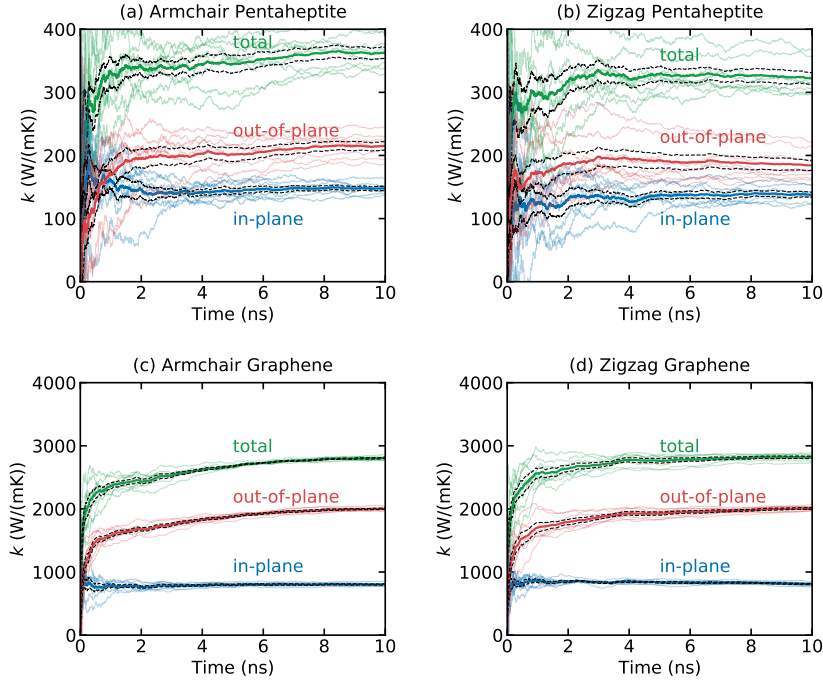 (a) Armchair Pentaheptite
400
300
200
100
0
k (W/(mK))
total
out-of-plane
in-plane
0 2 4 6 8 10
Time (ns)
(b) Zigzag Pentaheptite
400
300
200
100
0
k (W/(mK))
total
out-of-plane
in-plane
0 2 4 6 8 10
Time (ns)
(c) Armchair Graphene
4000
3000
2000
1000
0
k (W/(mK))
total
out-of-plane
in-plane
0 2 4 6 8 10
Time (ns)
(d) Zigzag Graphene
4000
3000
2000
1000
0
k (W/(mK))
total
out-of-plane
in-plane
0 2 4 6 8 10
Time (ns)